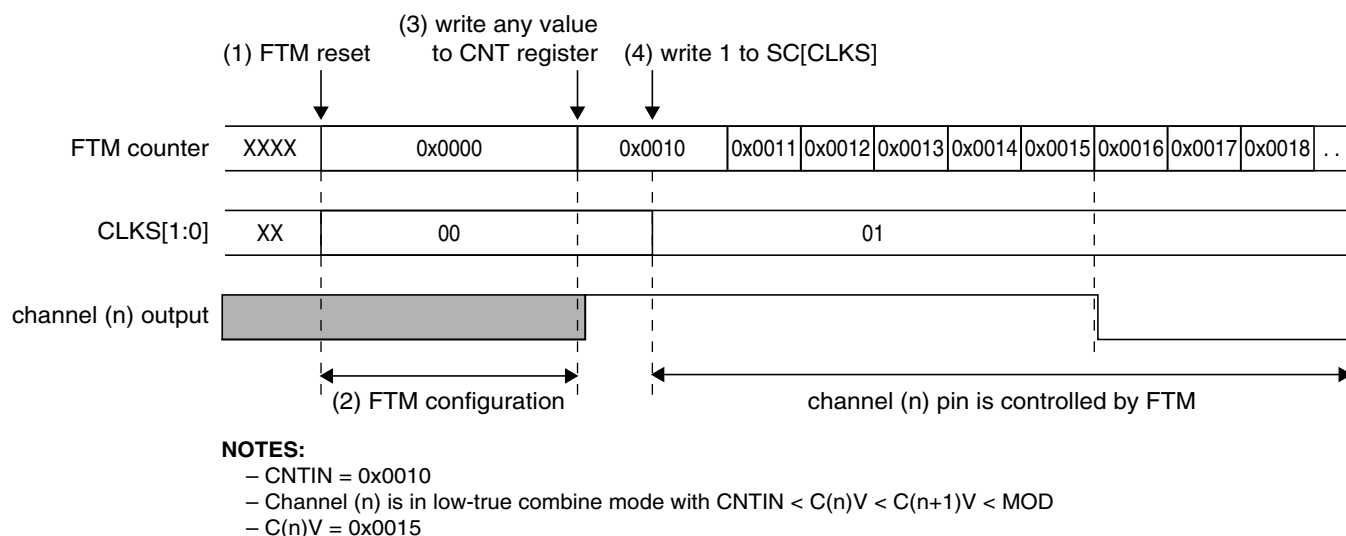 (3) write any value
(1) FTM reset to CNT register (4) write 1 to SC[CLKS]
FTM counter XXXX 0x0000 0x0010 0x0011 0x0012 0x0013 0x0014 0x0015 0x0016 0x0017 0x0018 . .
CLKS[1:0] XX 00 01
channel (n) output
(2) FTM configuration channel (n) pin is controlled by FTM
NOTES:
– CNTIN = 0x0010
– Channel (n) is in low-true combine mode with CNTIN < C(n)V < C(n+1)V < MOD
– C(n)V = 0x0015